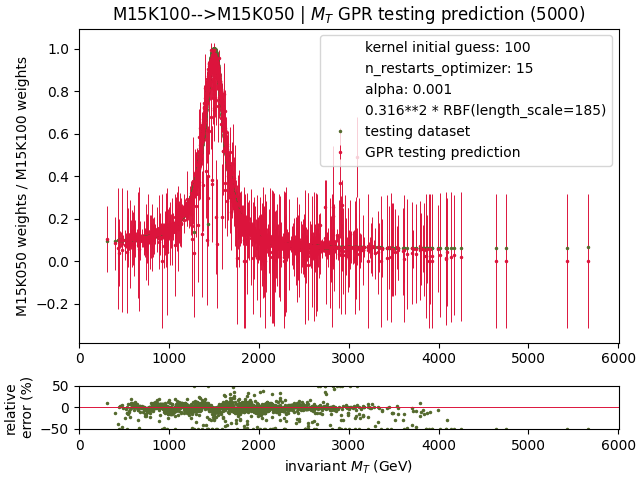 M15K100-->M15K050 | M_T GPR testing prediction (5000)
M15K050 weights / M15K100 weights
1.0
0.8
0.6
0.4
0.2
0.0
−0.2
kernel initial guess: 100
n_restarts_optimizer: 15
alpha: 0.001
0.316**2 * RBF(length_scale=185)
testing dataset
GPR testing prediction
0 1000 2000 3000 4000 5000 6000
relative
error (%)
50
0
−50
0 1000 2000 3000 4000 5000 6000
invariant M_T (GeV)